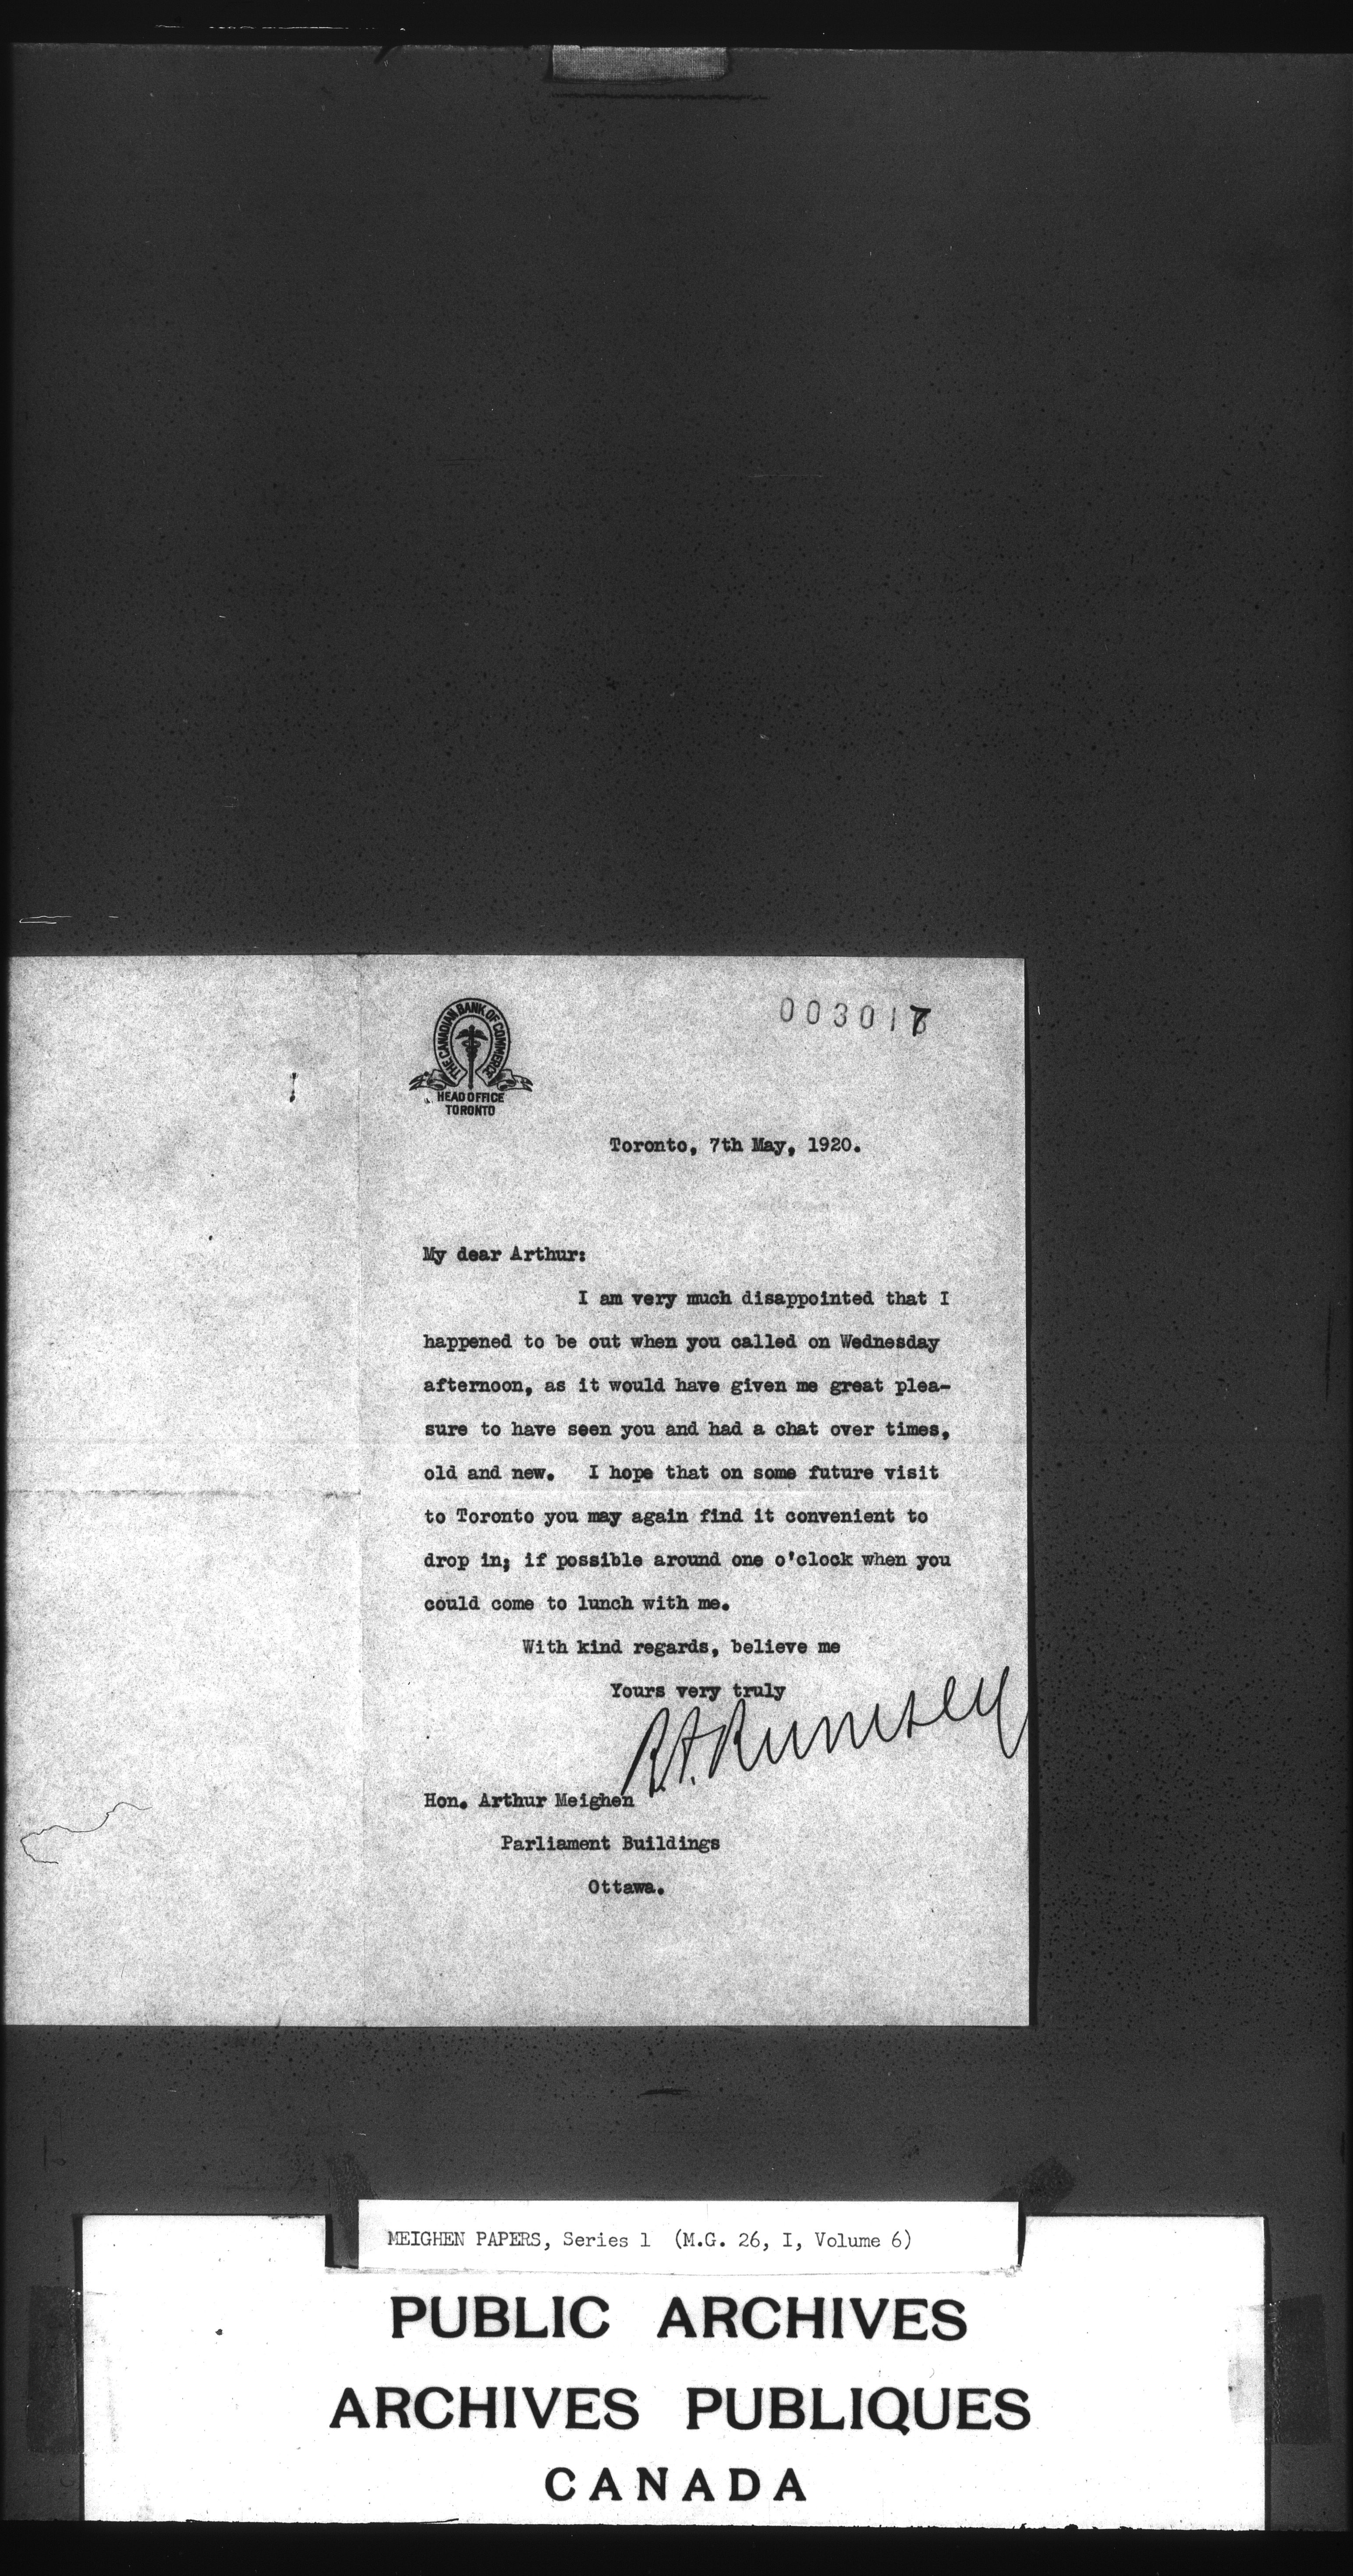 003017
THE CANADIAN BANK OF COMMERCE
HEAD OFFICE
TORONTO
Toronto, 7th May, 1920.
My dear Arthur:
I am very much disappointed that I
happened to be out when you called on Wednesday
afternoon, as it would have given me great plea-
sure to have seen you and had a chat over times,
old and new. I hope that on some future visit
to Toronto you may again find it convenient to
drop in; if possible around one o'clock when you
could come to lunch with me.
With kind regards, believe me
Yours very truly
R.A. Rumsey
Hon. Arthur Meighen
Parliament Buildings
Ottawa.
MEIGHEN PAPERS, Series 1 (M.G. 26, I, Volume 6)
PUBLIC ARCHIVES
ARCHIVES PUBLIQUES
CANADA